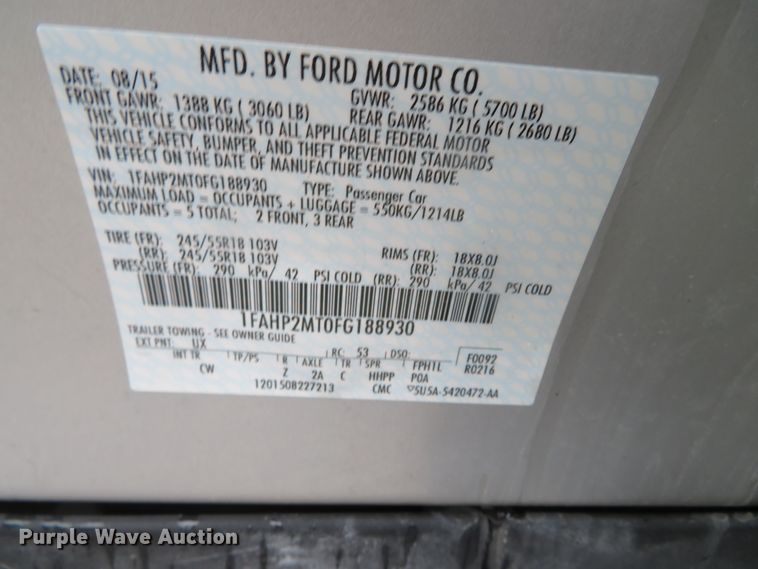 MFD. BY FORD MOTOR CO.
DATE: 08/15 GVWR: 2586 KG ( 5700 LB)
FRONT GAWR: 1388 KG ( 3060 LB) REAR GAWR: 1216 KG ( 2680 LB)
THIS VEHICLE CONFORMS TO ALL APPLICABLE FEDERAL MOTOR
VEHICLE SAFETY, BUMPER, AND THEFT PREVENTION STANDARDS
IN EFFECT ON THE DATE OF MANUFACTURE SHOWN ABOVE.
VIN: 1FAHP2MT0FG188930 TYPE: Passenger Car
MAXIMUM LOAD = OCCUPANTS + LUGGAGE = 550KG/1214LB
OCCUPANTS = 5 TOTAL; 2 FRONT, 3 REAR
TIRE (FR): 245/55R18 103V RIMS (FR): 18X8.0J
(RR): 245/55R18 103V (RR): 18X8.0J
PRESSURE (FR): 290 kPa/ 42 PSI COLD (RR): 290 kPa/ 42 PSI COLD
1FAHP2MT0FG188930
TRAILER TOWING - SEE OWNER GUIDE
EXT PNT: UX RC: 53 DSO: F0092
INT TR TP/PS R AXLE TR SPR FPHTL R0216
CW Z 2A C HHPP POA
1201508227213 CMC ▽5U5A-5420472-AA
Purple Wave Auction